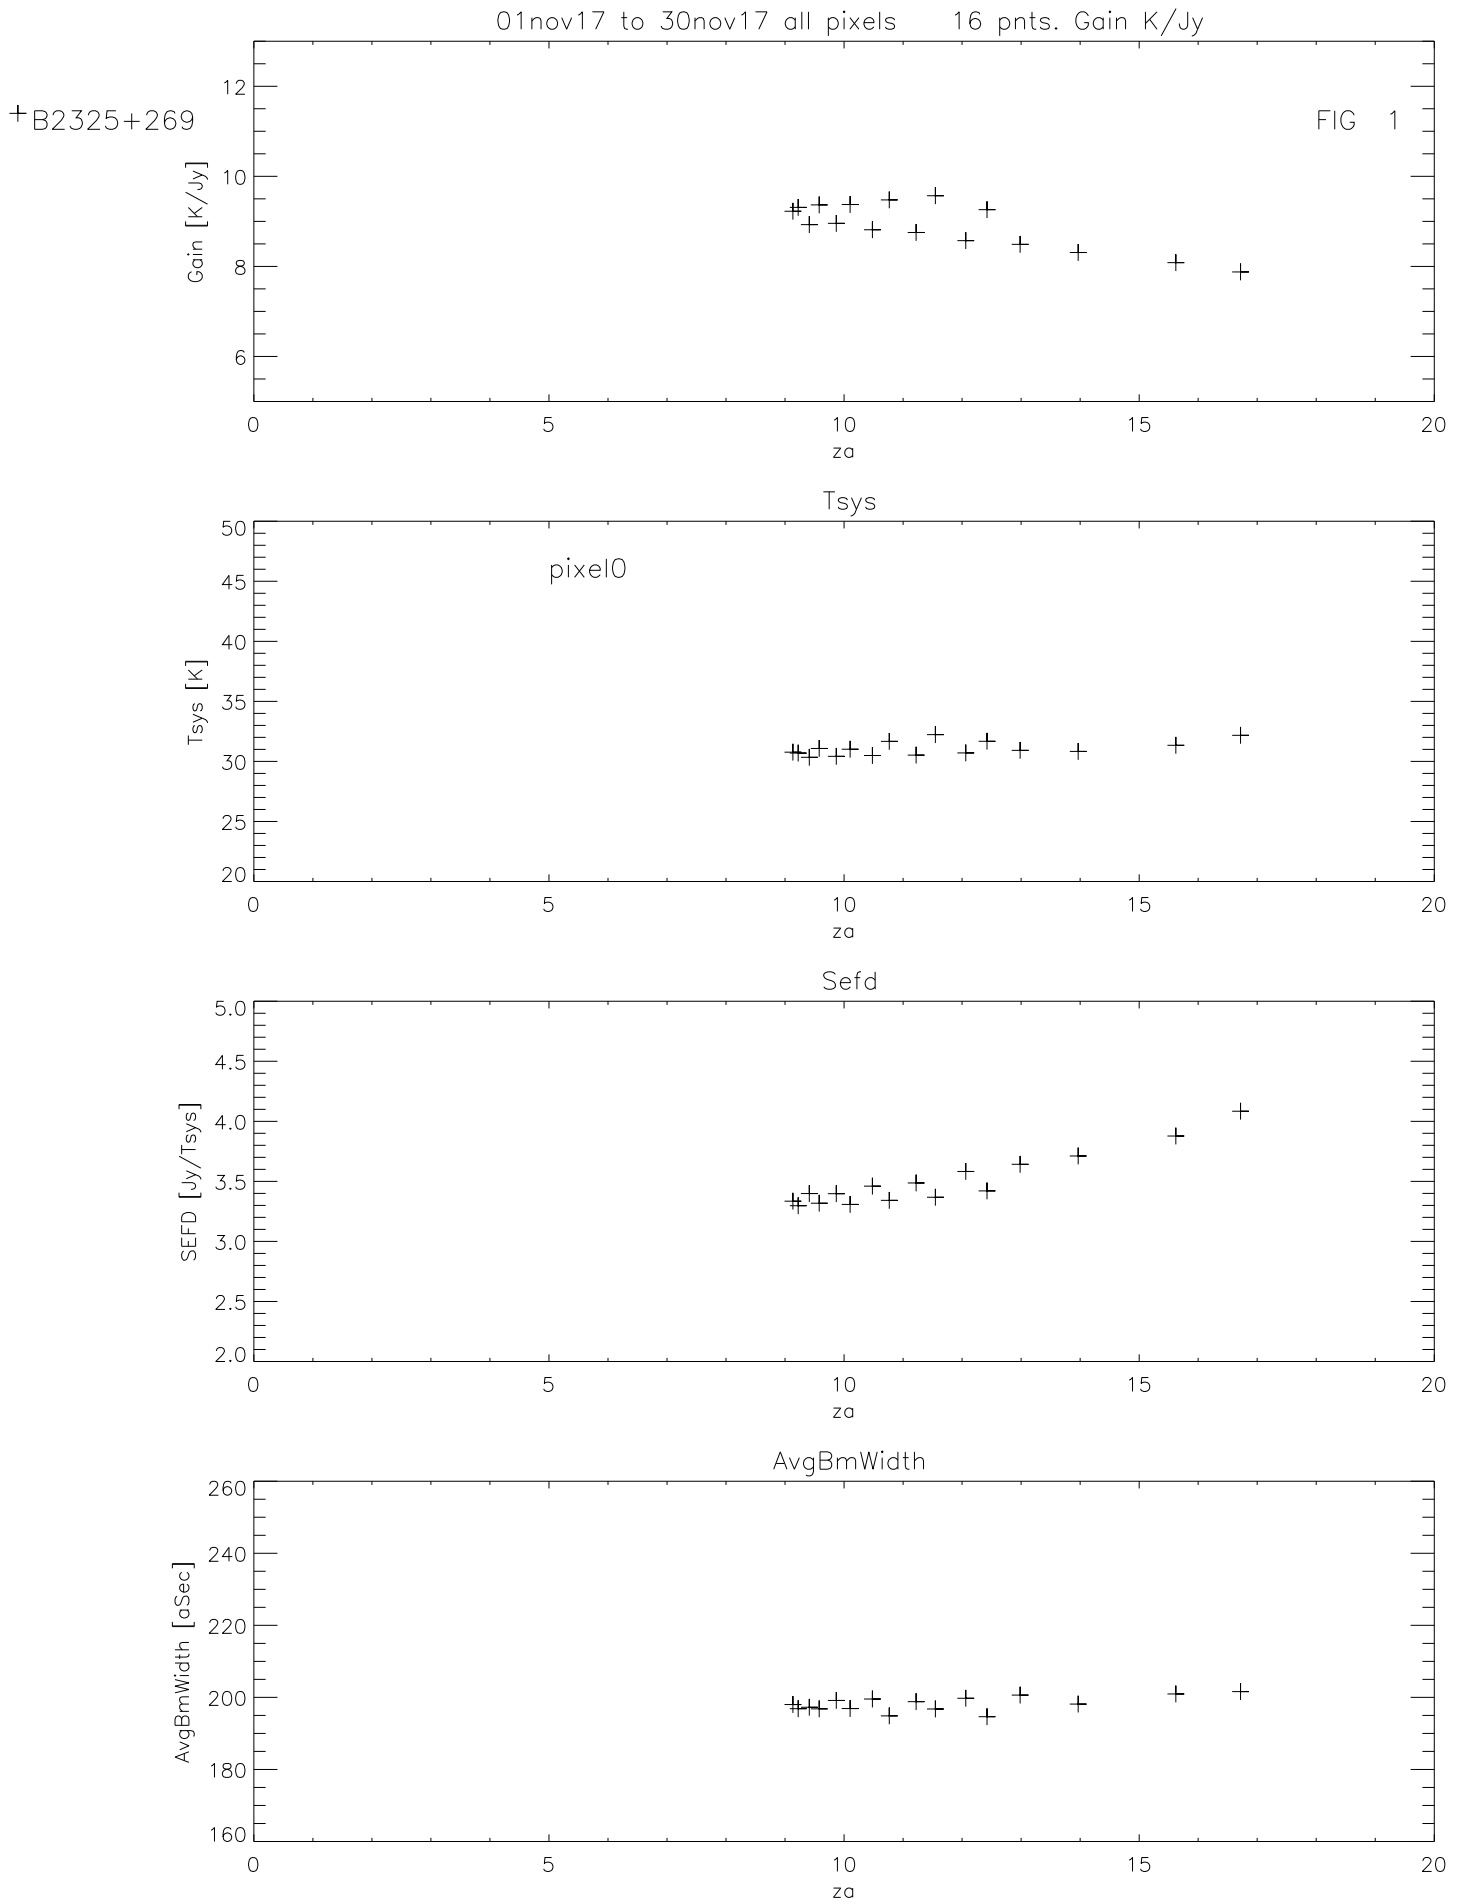 01nov17 to 30nov17 all pixels 16 pnts. Gain K/Jy
+B2325+269
FIG 1
Gain [K/Jy]
12
10
8
6
0 5 10 15 20
za
Tsys
pixel0
Tsys [K]
50
45
40
35
30
25
20
0 5 10 15 20
za
Sefd
SEFD [Jy/Tsys]
5.0
4.5
4.0
3.5
3.0
2.5
2.0
0 5 10 15 20
za
AvgBmWidth
AvgBmWidth [aSec]
260
240
220
200
180
160
0 5 10 15 20
za